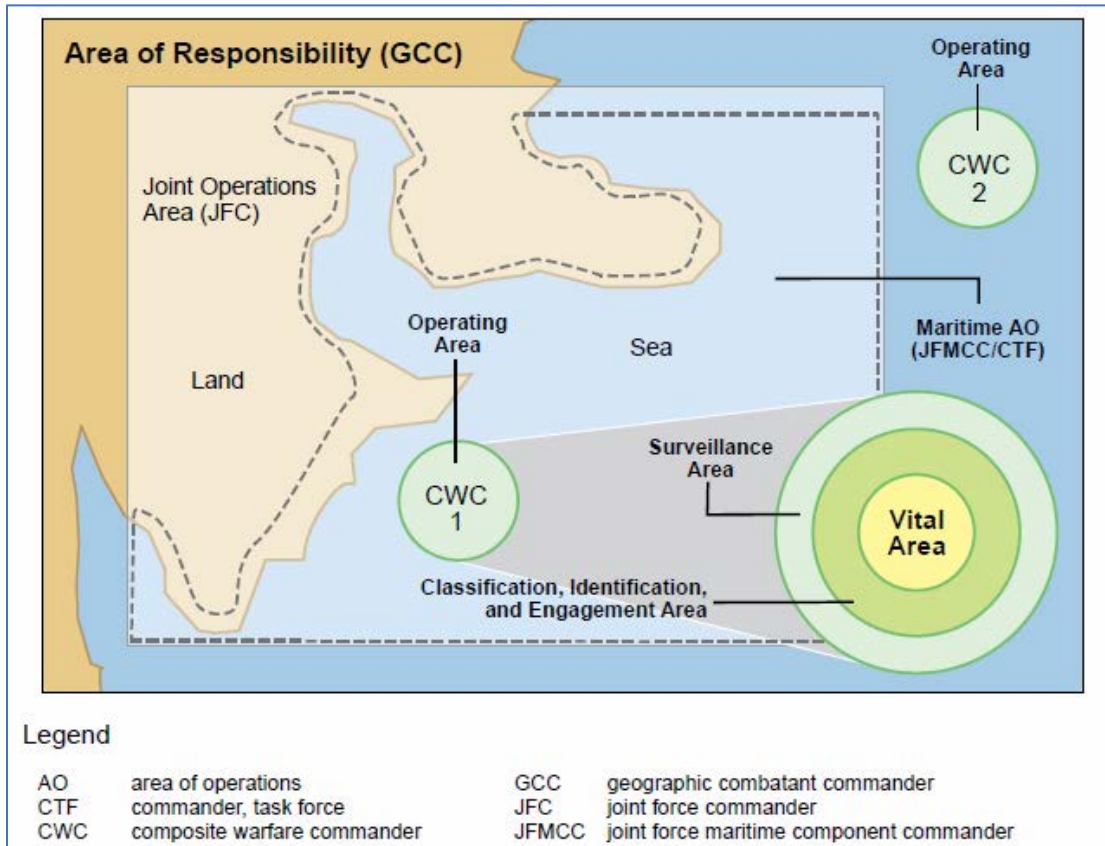 Area of Responsibility (GCC)
Operating
Area
CWC
2
Joint Operations
Area (JFC)
Maritime AO
(JFMCC/CTF)
Operating
Area
Sea
Land
Surveillance
Area
CWC
1
Vital
Area
Classification, Identification,
and Engagement Area
Legend
AO area of operations
CTF commander, task force
CWC composite warfare commander
GCC geographic combatant commander
JFC joint force commander
JFMCC joint force maritime component commander